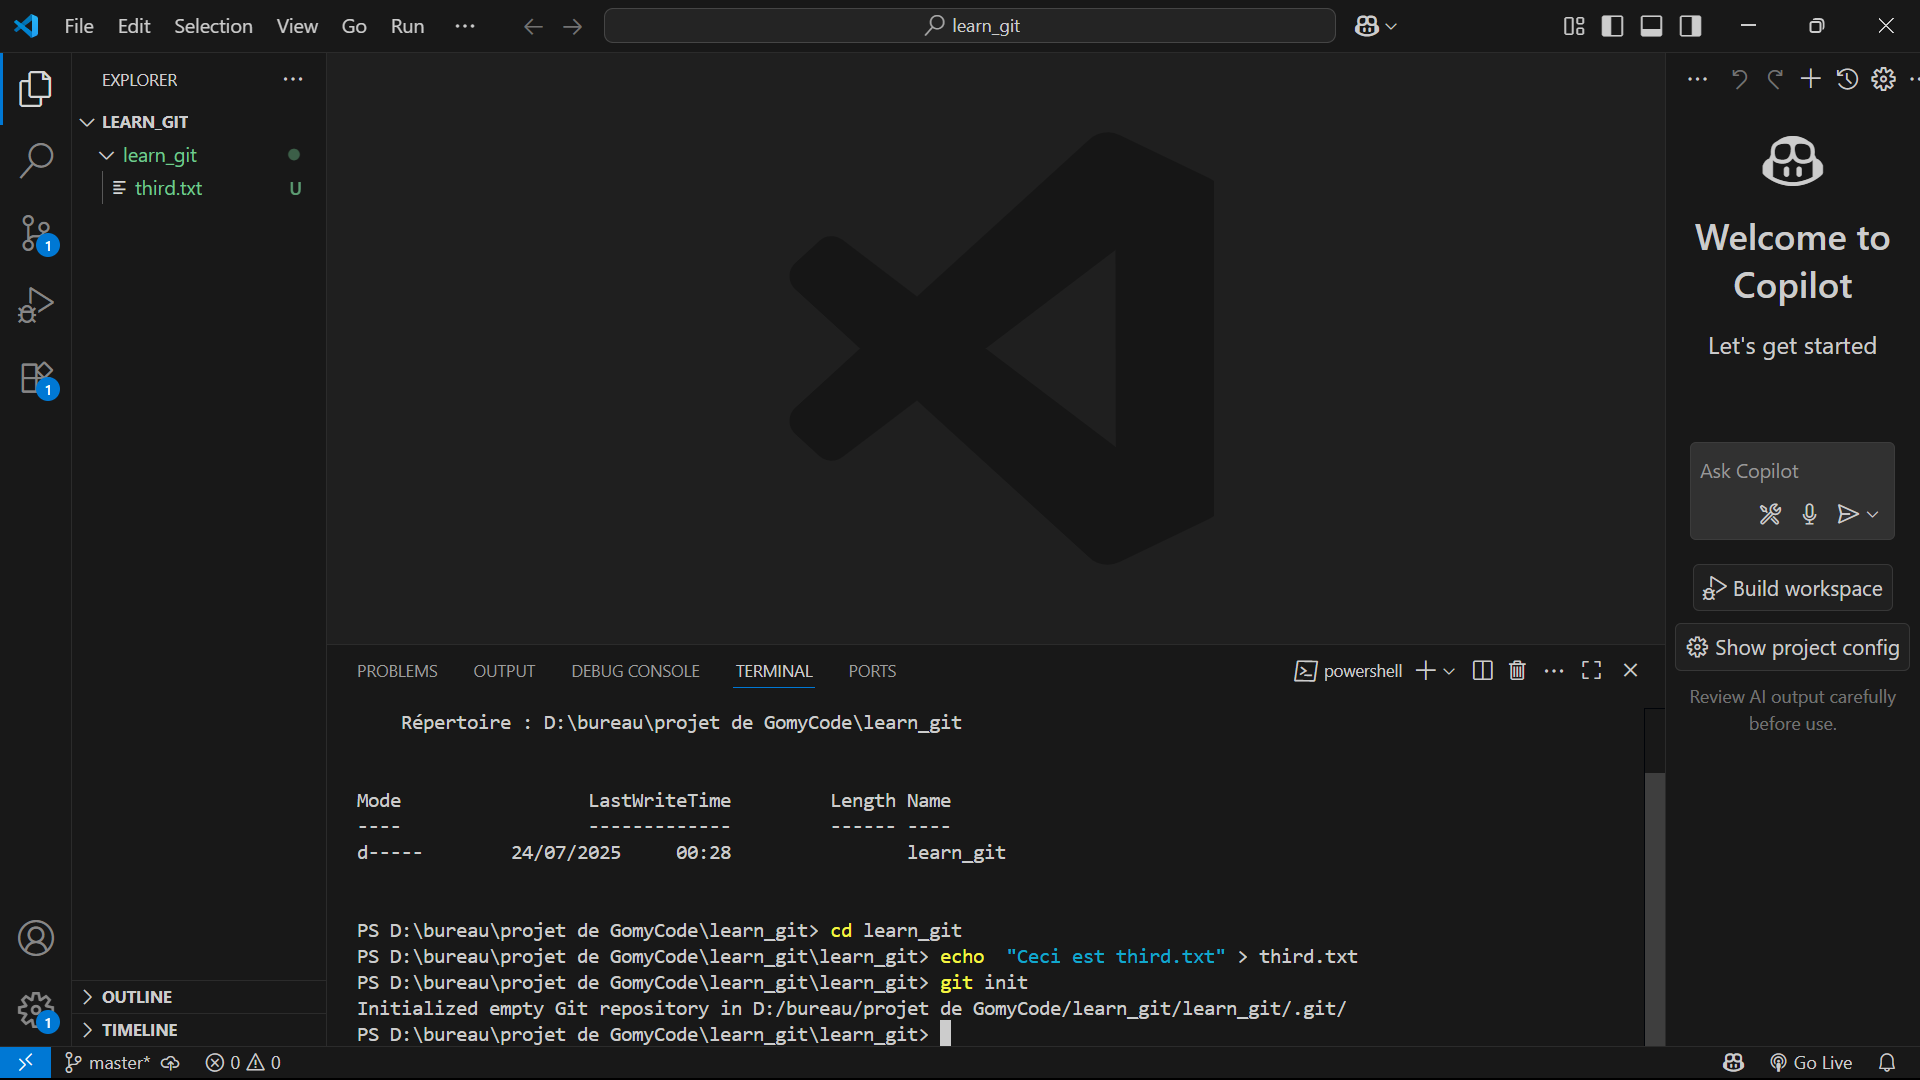 File Edit Selection View Go Run ··· learn_git
EXPLORER ···
LEARN_GIT
learn_git
third.txt U
1
1
Welcome to
Copilot
Let's get started
Ask Copilot
Build workspace
Show project config
Review AI output carefully
before use.
PROBLEMS OUTPUT DEBUG CONSOLE TERMINAL PORTS powershell
Répertoire : D:\bureau\projet de GomyCode\learn_git
Mode LastWriteTime Length Name
---- ------------- ------ ----
d----- 24/07/2025 00:28 learn_git
PS D:\bureau\projet de GomyCode\learn_git> cd learn_git
PS D:\bureau\projet de GomyCode\learn_git\learn_git> echo "Ceci est third.txt" > third.txt
PS D:\bureau\projet de GomyCode\learn_git\learn_git> git init
Initialized empty Git repository in D:/bureau/projet de GomyCode/learn_git/learn_git/.git/
PS D:\bureau\projet de GomyCode\learn_git\learn_git>
OUTLINE
TIMELINE
1
master* 0 0 Go Live